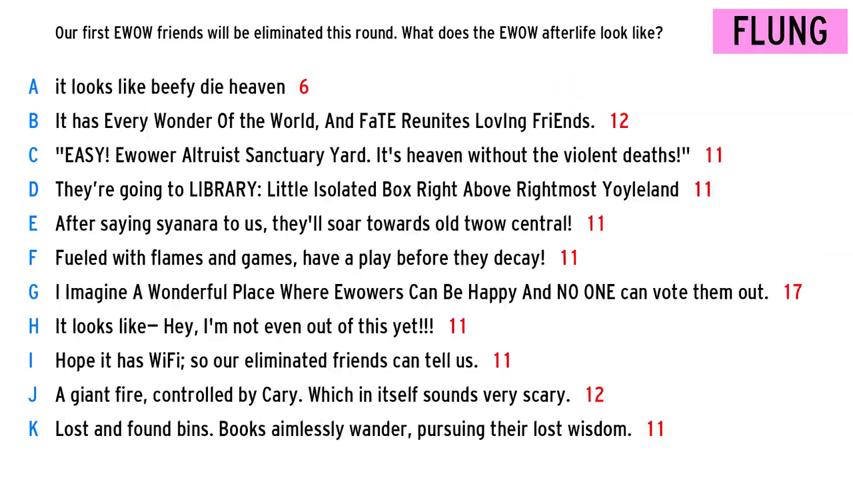 Our first EWOW friends will be eliminated this round. What does the EWOW afterlife look like?
FLUNG
A it looks like beefy die heaven 6
B It has Every Wonder Of the World, And FaTE Reunites LovIng FriEnds. 12
C "EASY! Ewower Altruist Sanctuary Yard. It's heaven without the violent deaths!" 11
D They're going to LIBRARY: Little Isolated Box Right Above Rightmost Yoyleland 11
E After saying syanara to us, they'll soar towards old twow central! 11
F Fueled with flames and games, have a play before they decay! 11
G I Imagine A Wonderful Place Where Ewowers Can Be Happy And NO ONE can vote them out. 17
H It looks like— Hey, I'm not even out of this yet!!! 11
I Hope it has WiFi; so our eliminated friends can tell us. 11
J A giant fire, controlled by Cary. Which in itself sounds very scary. 12
K Lost and found bins. Books aimlessly wander, pursuing their lost wisdom. 11